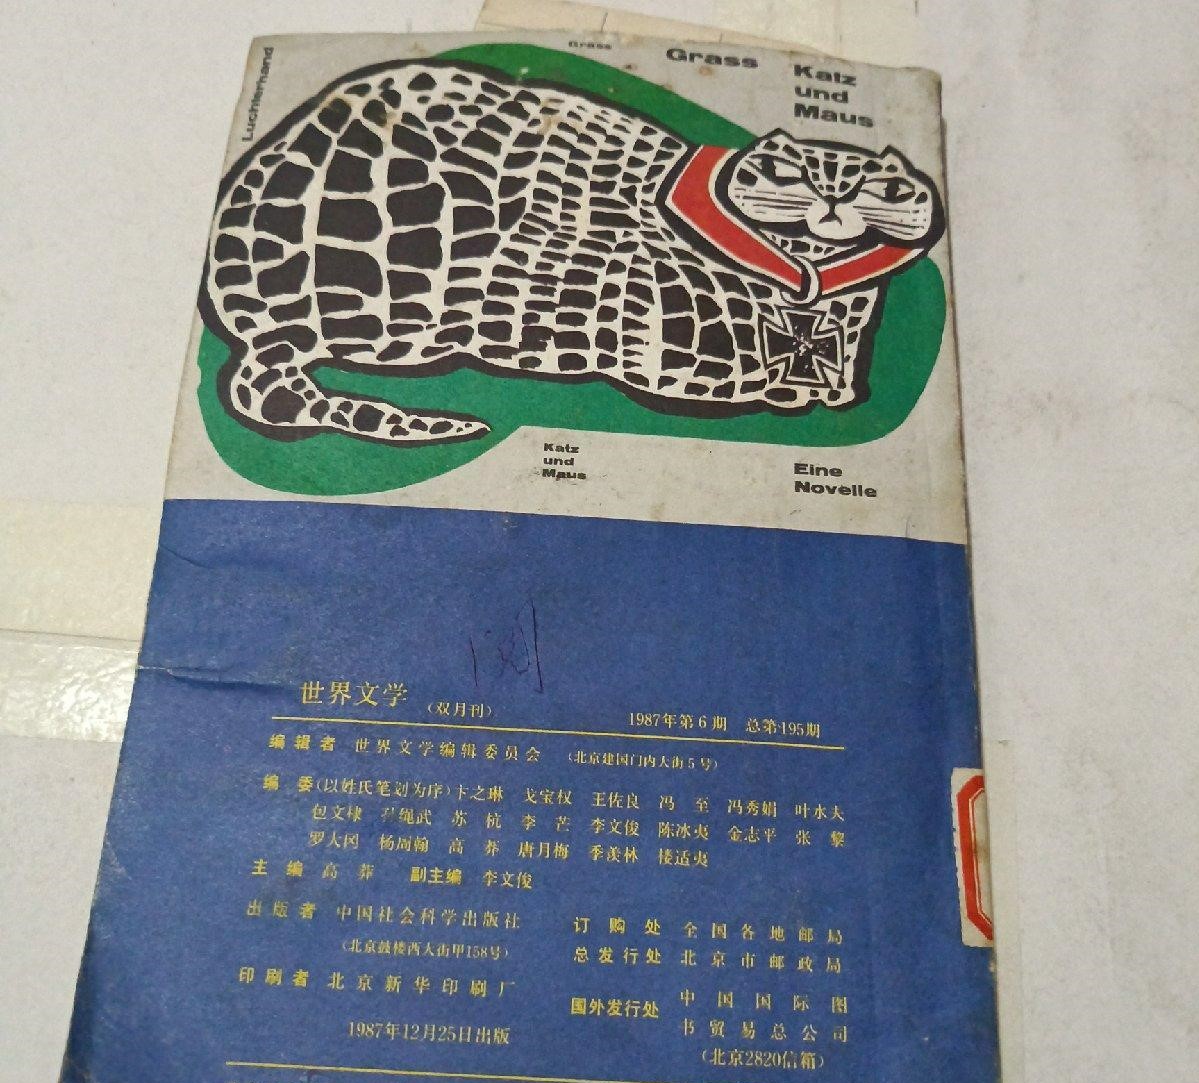 Luchterhand
Grass
Grass
Katz
und
Maus
Katz
und
Maus
Eine
Novelle
世界文学 (双月刊) 1987年第6期 总第195期
编辑者 世界文学编辑委员会 (北京建国门内大街5号)
编委(以姓氏笔划为序)卞之琳 戈宝权 王佐良 冯至 冯秀娟 叶水夫
包文棣 孙绳武 苏杭 李芒 李文俊 陈冰夷 金志平 张黎
罗大冈 杨周翰 高莽 唐月梅 季羡林 楼适夷
主编 高莽 副主编 李文俊
出版者 中国社会科学出版社
(北京鼓楼西大街甲158号)
印刷者 北京新华印刷厂
1987年12月25日出版
订购处 全国各地邮局
总发行处 北京市邮政局
国外发行处 中国国际图
书贸易总公司
(北京2820信箱)